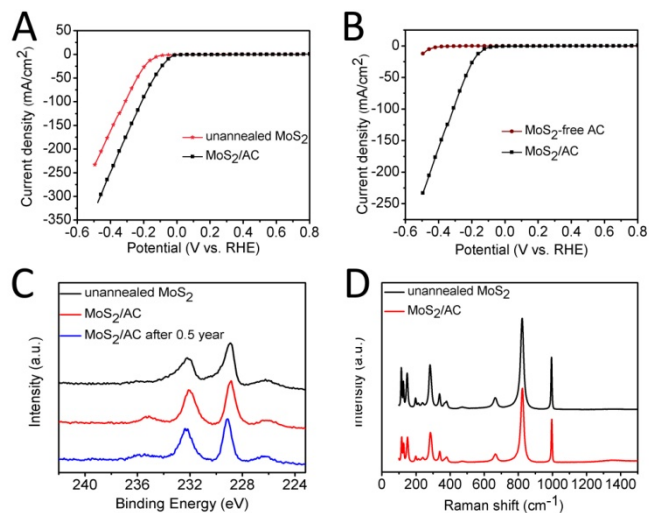 A
50
0
-50
-100
-150
-200
-250
-300
-350
Current density (mA/cm²)
unannealed MoS₂
MoS₂/AC
-0.6 -0.4 -0.2 0.0 0.2 0.4 0.6 0.8
Potential (V vs. RHE)
B
0
-50
-100
-150
-200
-250
Current density (mA/cm²)
MoS₂-free AC
MoS₂/AC
-0.6 -0.4 -0.2 0.0 0.2 0.4 0.6 0.8
Potential (V vs. RHE)
C
unannealed MoS₂
MoS₂/AC
MoS₂/AC after 0.5 year
Intensity (a.u.)
240 236 232 228 224
Binding Energy (eV)
D
unannealed MoS₂
MoS₂/AC
Intensity (a.u.)
0 200 400 600 800 1000 1400
Raman shift (cm⁻¹)